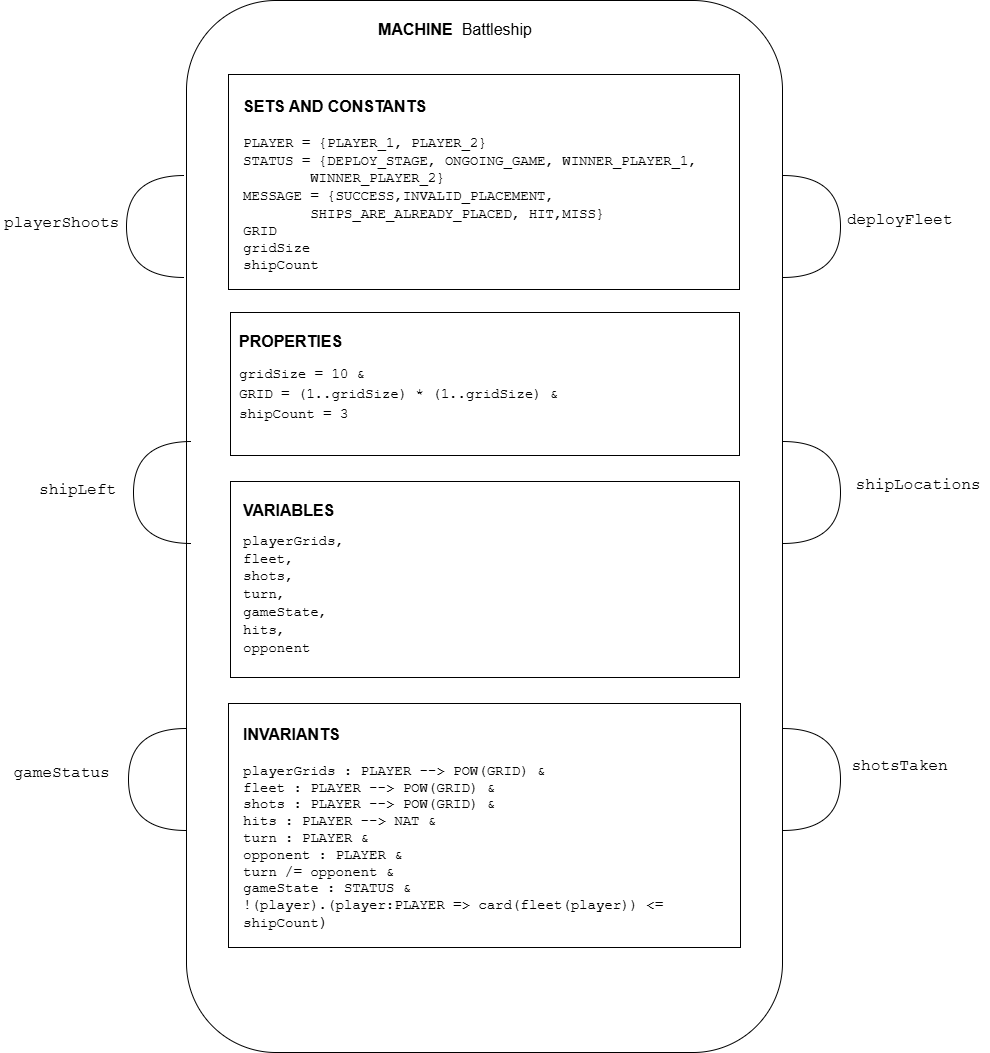 MACHINE Battleship
SETS AND CONSTANTS
PLAYER = {PLAYER_1, PLAYER_2}
STATUS = {DEPLOY_STAGE, ONGOING_GAME, WINNER_PLAYER_1,
WINNER_PLAYER_2}
MESSAGE = {SUCCESS,INVALID_PLACEMENT,
SHIPS_ARE_ALREADY_PLACED, HIT,MISS}
GRID
gridSize
shipCount
playerShoots
deployFleet
PROPERTIES
gridSize = 10 &
GRID = (1..gridSize) * (1..gridSize) &
shipCount = 3
shipLeft
shipLocations
VARIABLES
playerGrids,
fleet,
shots,
turn,
gameState,
hits,
opponent
INVARIANTS
playerGrids : PLAYER --> POW(GRID) &
fleet : PLAYER --> POW(GRID) &
shots : PLAYER --> POW(GRID) &
hits : PLAYER --> NAT &
turn : PLAYER &
opponent : PLAYER &
turn /= opponent &
gameState : STATUS &
!(player).(player:PLAYER => card(fleet(player)) <=
shipCount)
gameStatus
shotsTaken